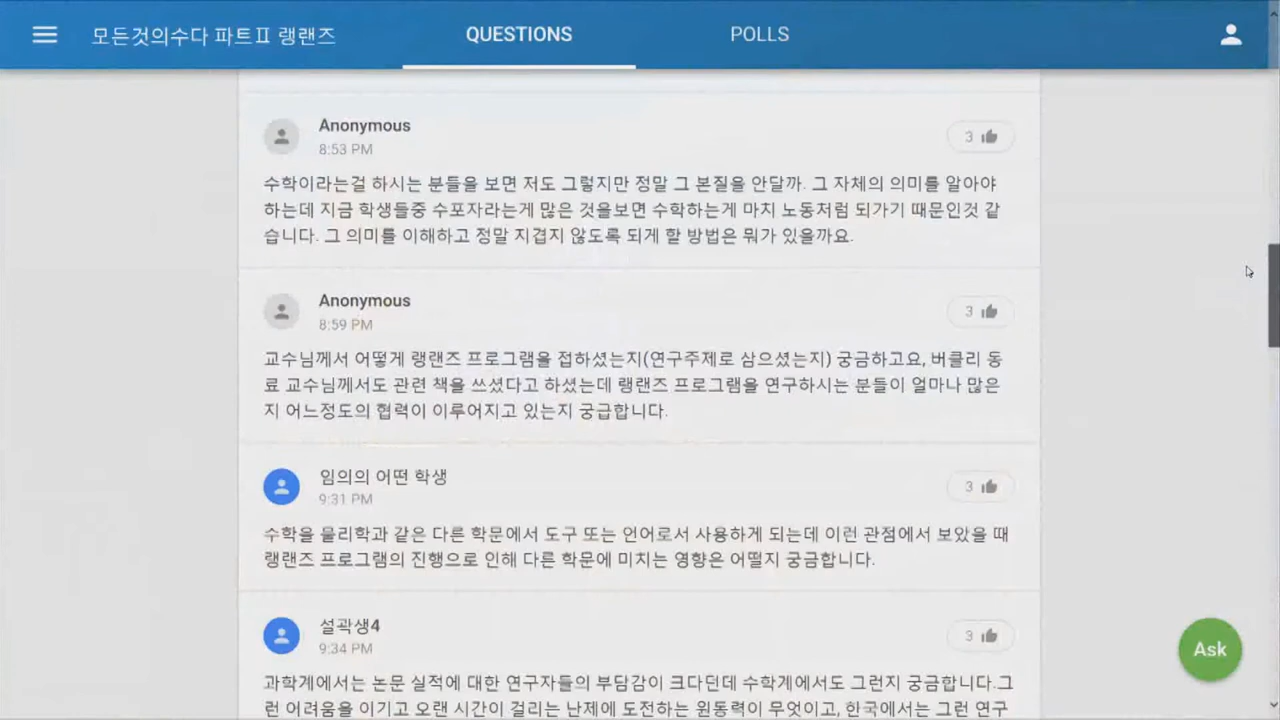 모든것의수다 파트Ⅱ 랭랜즈
QUESTIONS
POLLS
Anonymous
8:53 PM
3
수학이라는걸 하시는 분들을 보면 저도 그렇지만 정말 그 본질을 안달까. 그 자체의 의미를 알아야
하는데 지금 학생들중 수포자라는게 많은 것을보면 수학하는게 마치 노동처럼 되가기 때문인것 같
습니다. 그 의미를 이해하고 정말 지겹지 않도록 되게 할 방법은 뭐가 있을까요.
Anonymous
8:59 PM
3
교수님께서 어떻게 랭랜즈 프로그램을 접하셨는지(연구주제로 삼으셨는지) 궁금하고요, 버클리 동
료 교수님께서도 관련 책을 쓰셨다고 하셨는데 랭랜즈 프로그램을 연구하시는 분들이 얼마나 많은
지 어느정도의 협력이 이루어지고 있는지 궁급합니다.
임의의 어떤 학생
9:31 PM
3
수학을 물리학과 같은 다른 학문에서 도구 또는 언어로서 사용하게 되는데 이런 관점에서 보았을 때
랭랜즈 프로그램의 진행으로 인해 다른 학문에 미치는 영향은 어떨지 궁금합니다.
설곽생4
9:34 PM
3
과학계에서는 논문 실적에 대한 연구자들의 부담감이 크다던데 수학계에서도 그런지 궁금합니다.그
런 어려움을 이기고 오랜 시간이 걸리는 난제에 도전하는 원동력이 무엇이고, 한국에서는 그런 연구
Ask